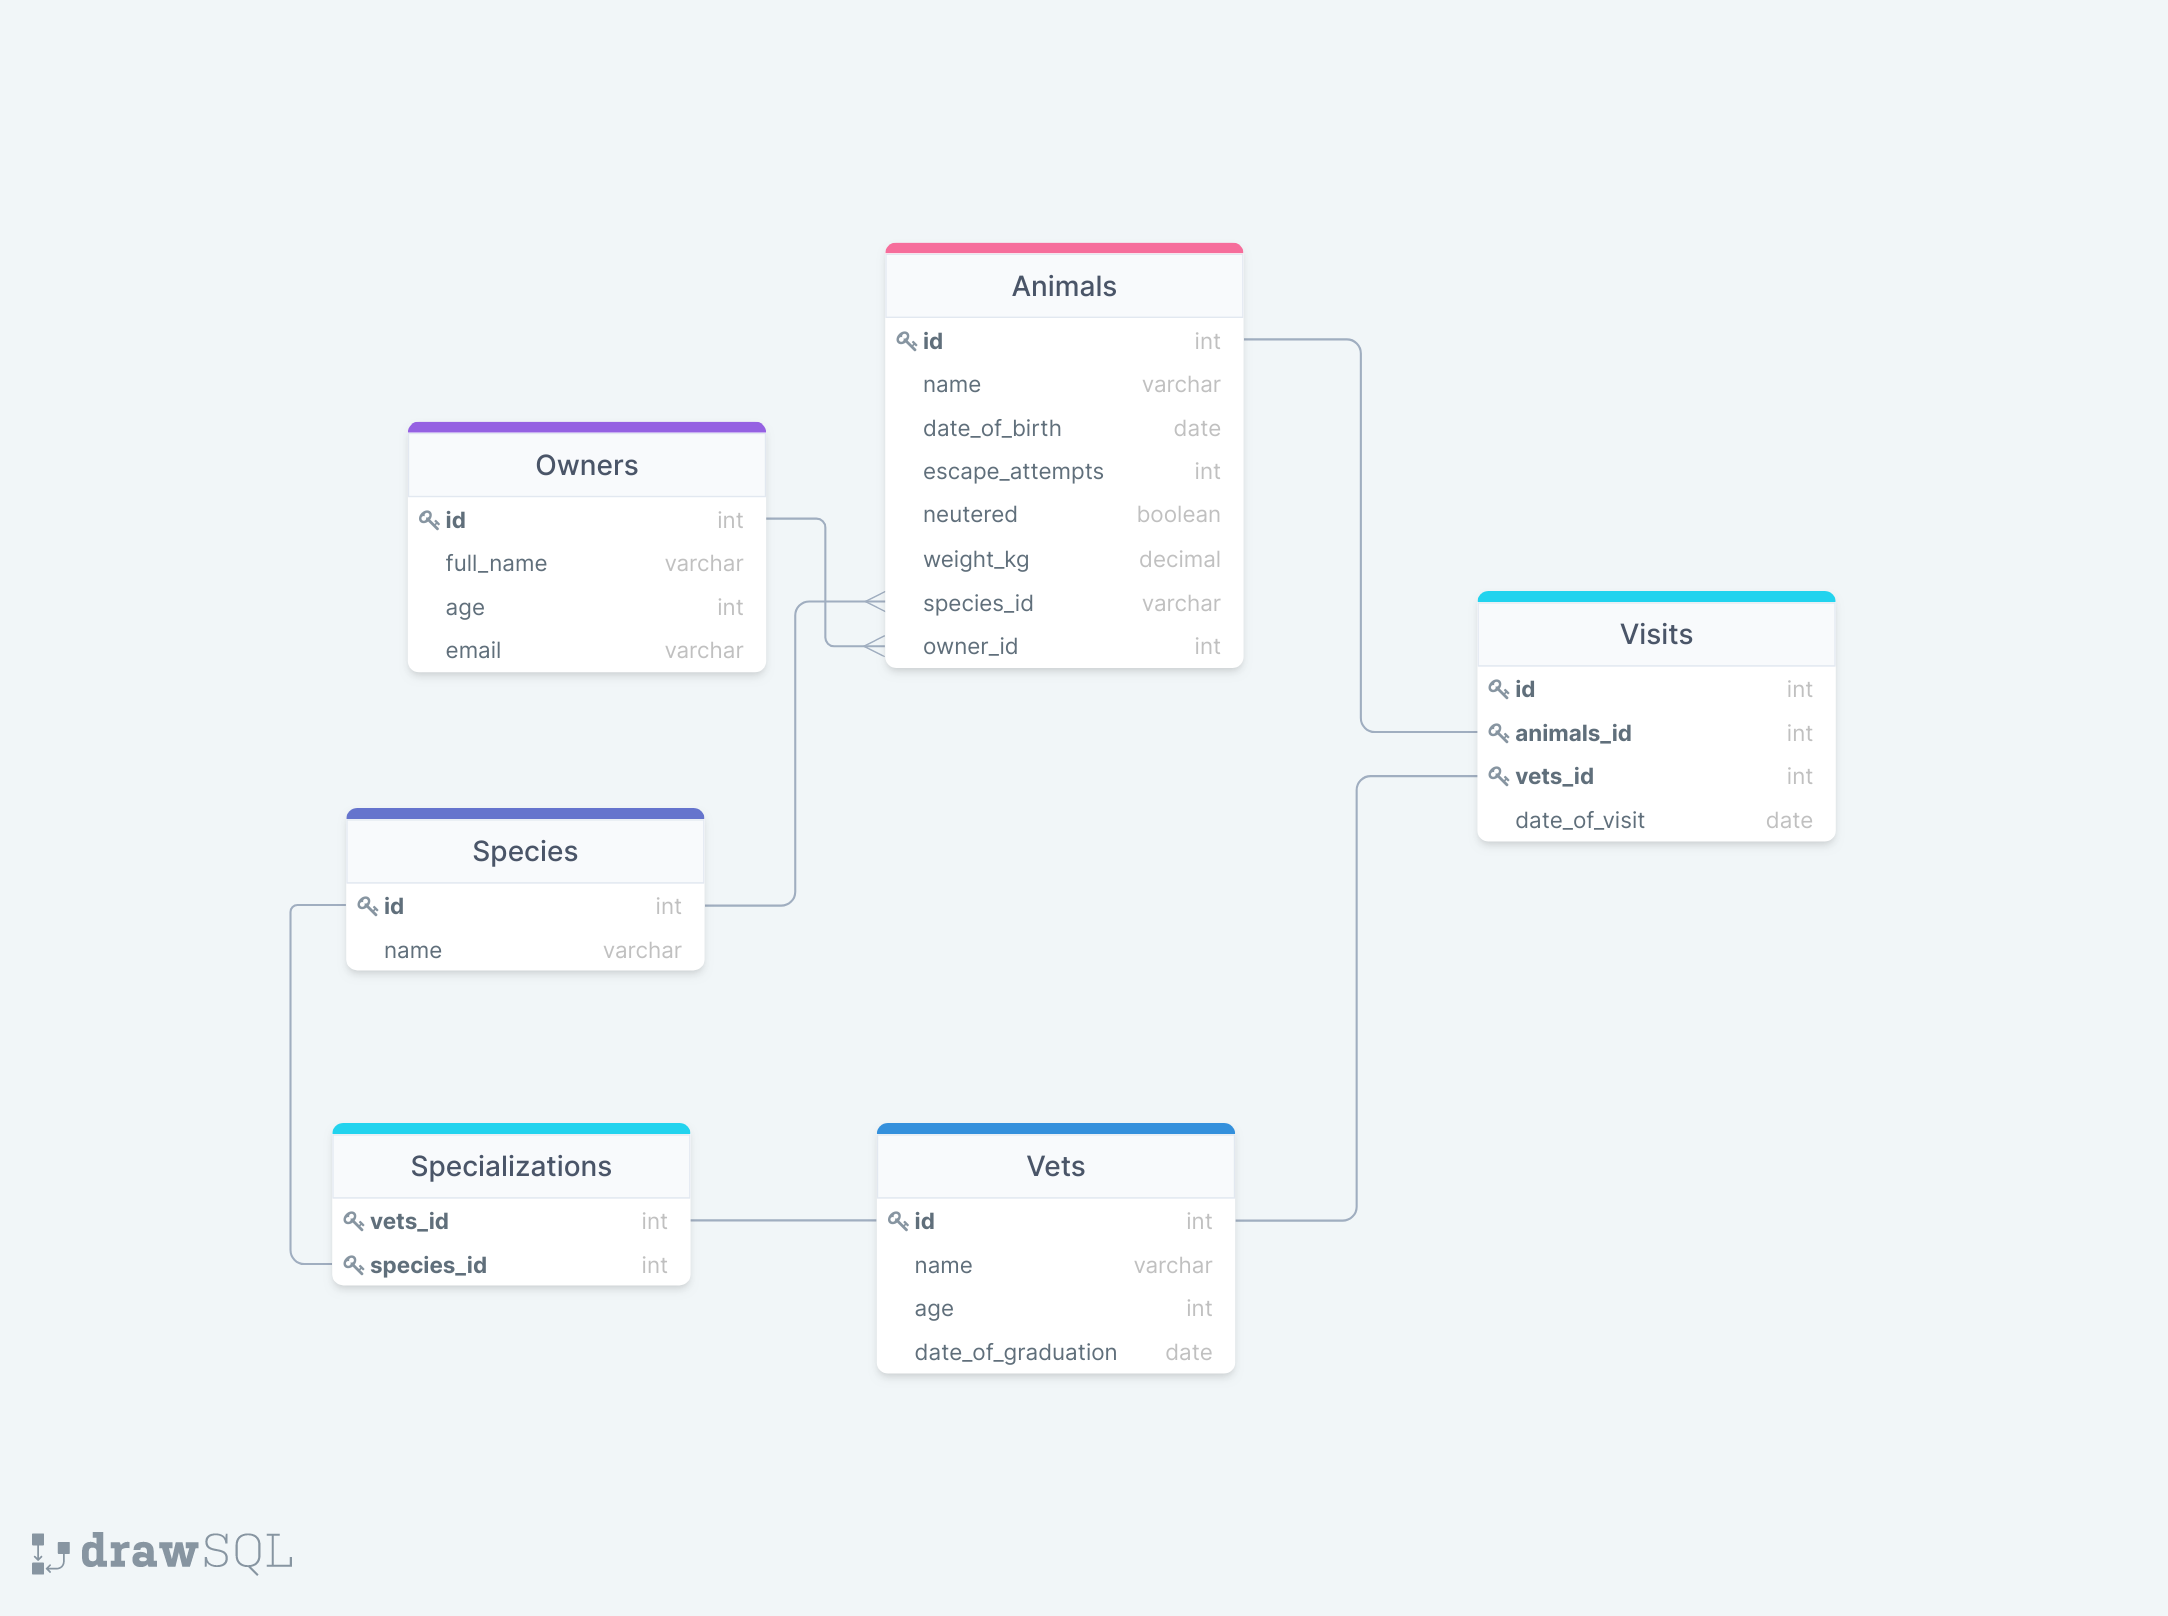 Animals
id int
name varchar
date_of_birth date
escape_attempts int
neutered boolean
weight_kg decimal
species_id varchar
owner_id int
Owners
id int
full_name varchar
age int
email varchar
Visits
id int
animals_id int
vets_id int
date_of_visit date
Species
id int
name varchar
Specializations
vets_id int
species_id int
Vets
id int
name varchar
age int
date_of_graduation date
drawSQL